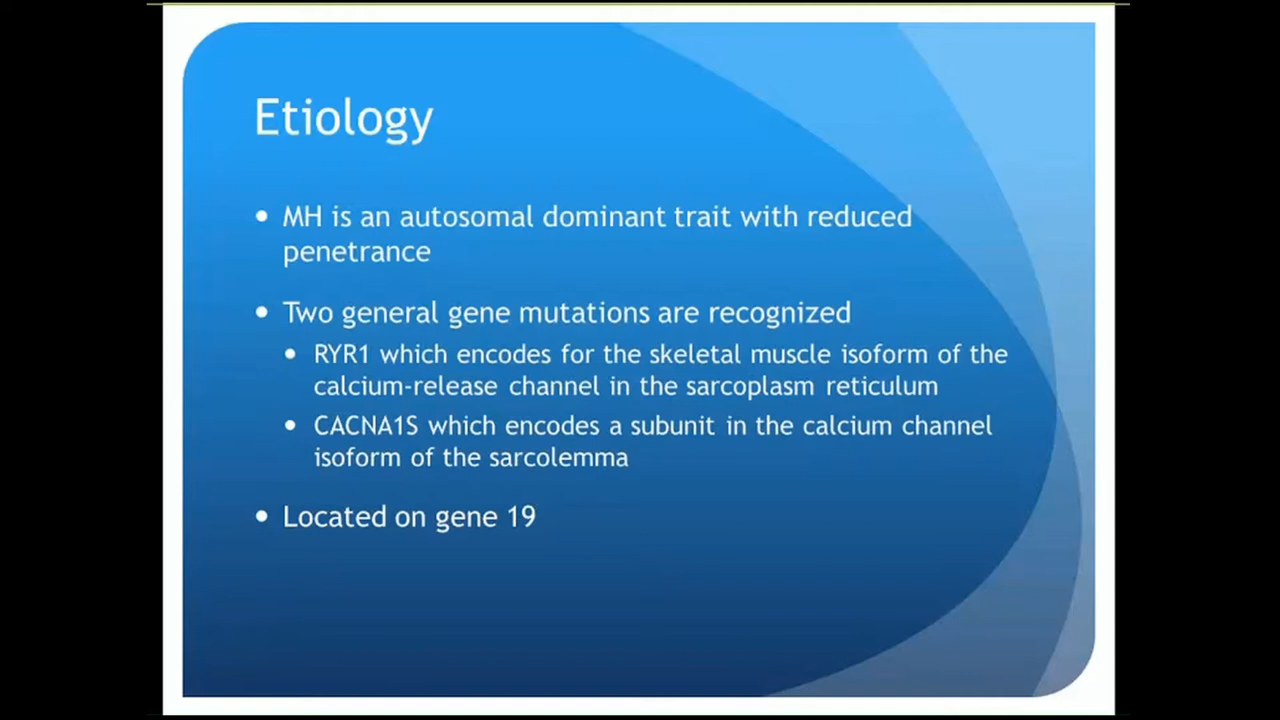 Etiology
• MH is an autosomal dominant trait with reduced
penetrance
• Two general gene mutations are recognized
• RYR1 which encodes for the skeletal muscle isoform of the
calcium-release channel in the sarcoplasm reticulum
• CACNA1S which encodes a subunit in the calcium channel
isoform of the sarcolemma
• Located on gene 19